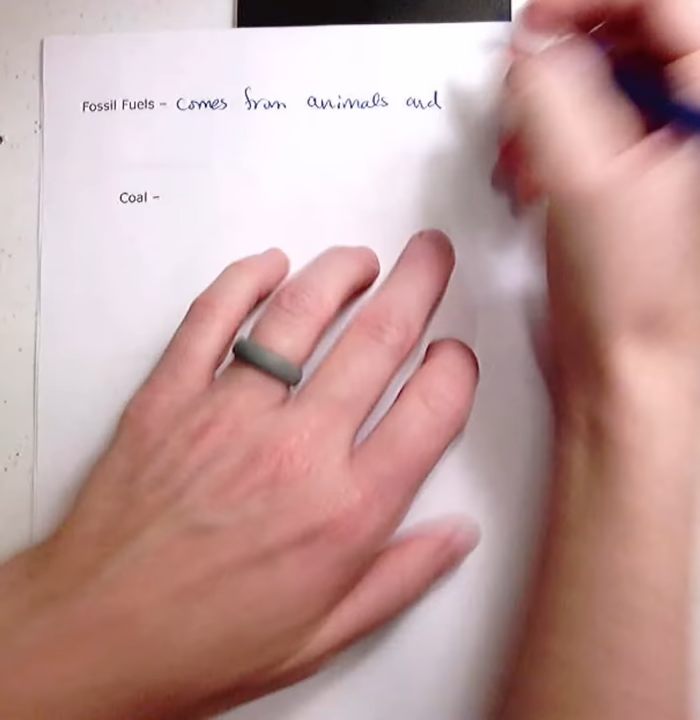 Fossil Fuels – comes from animals and
Coal –